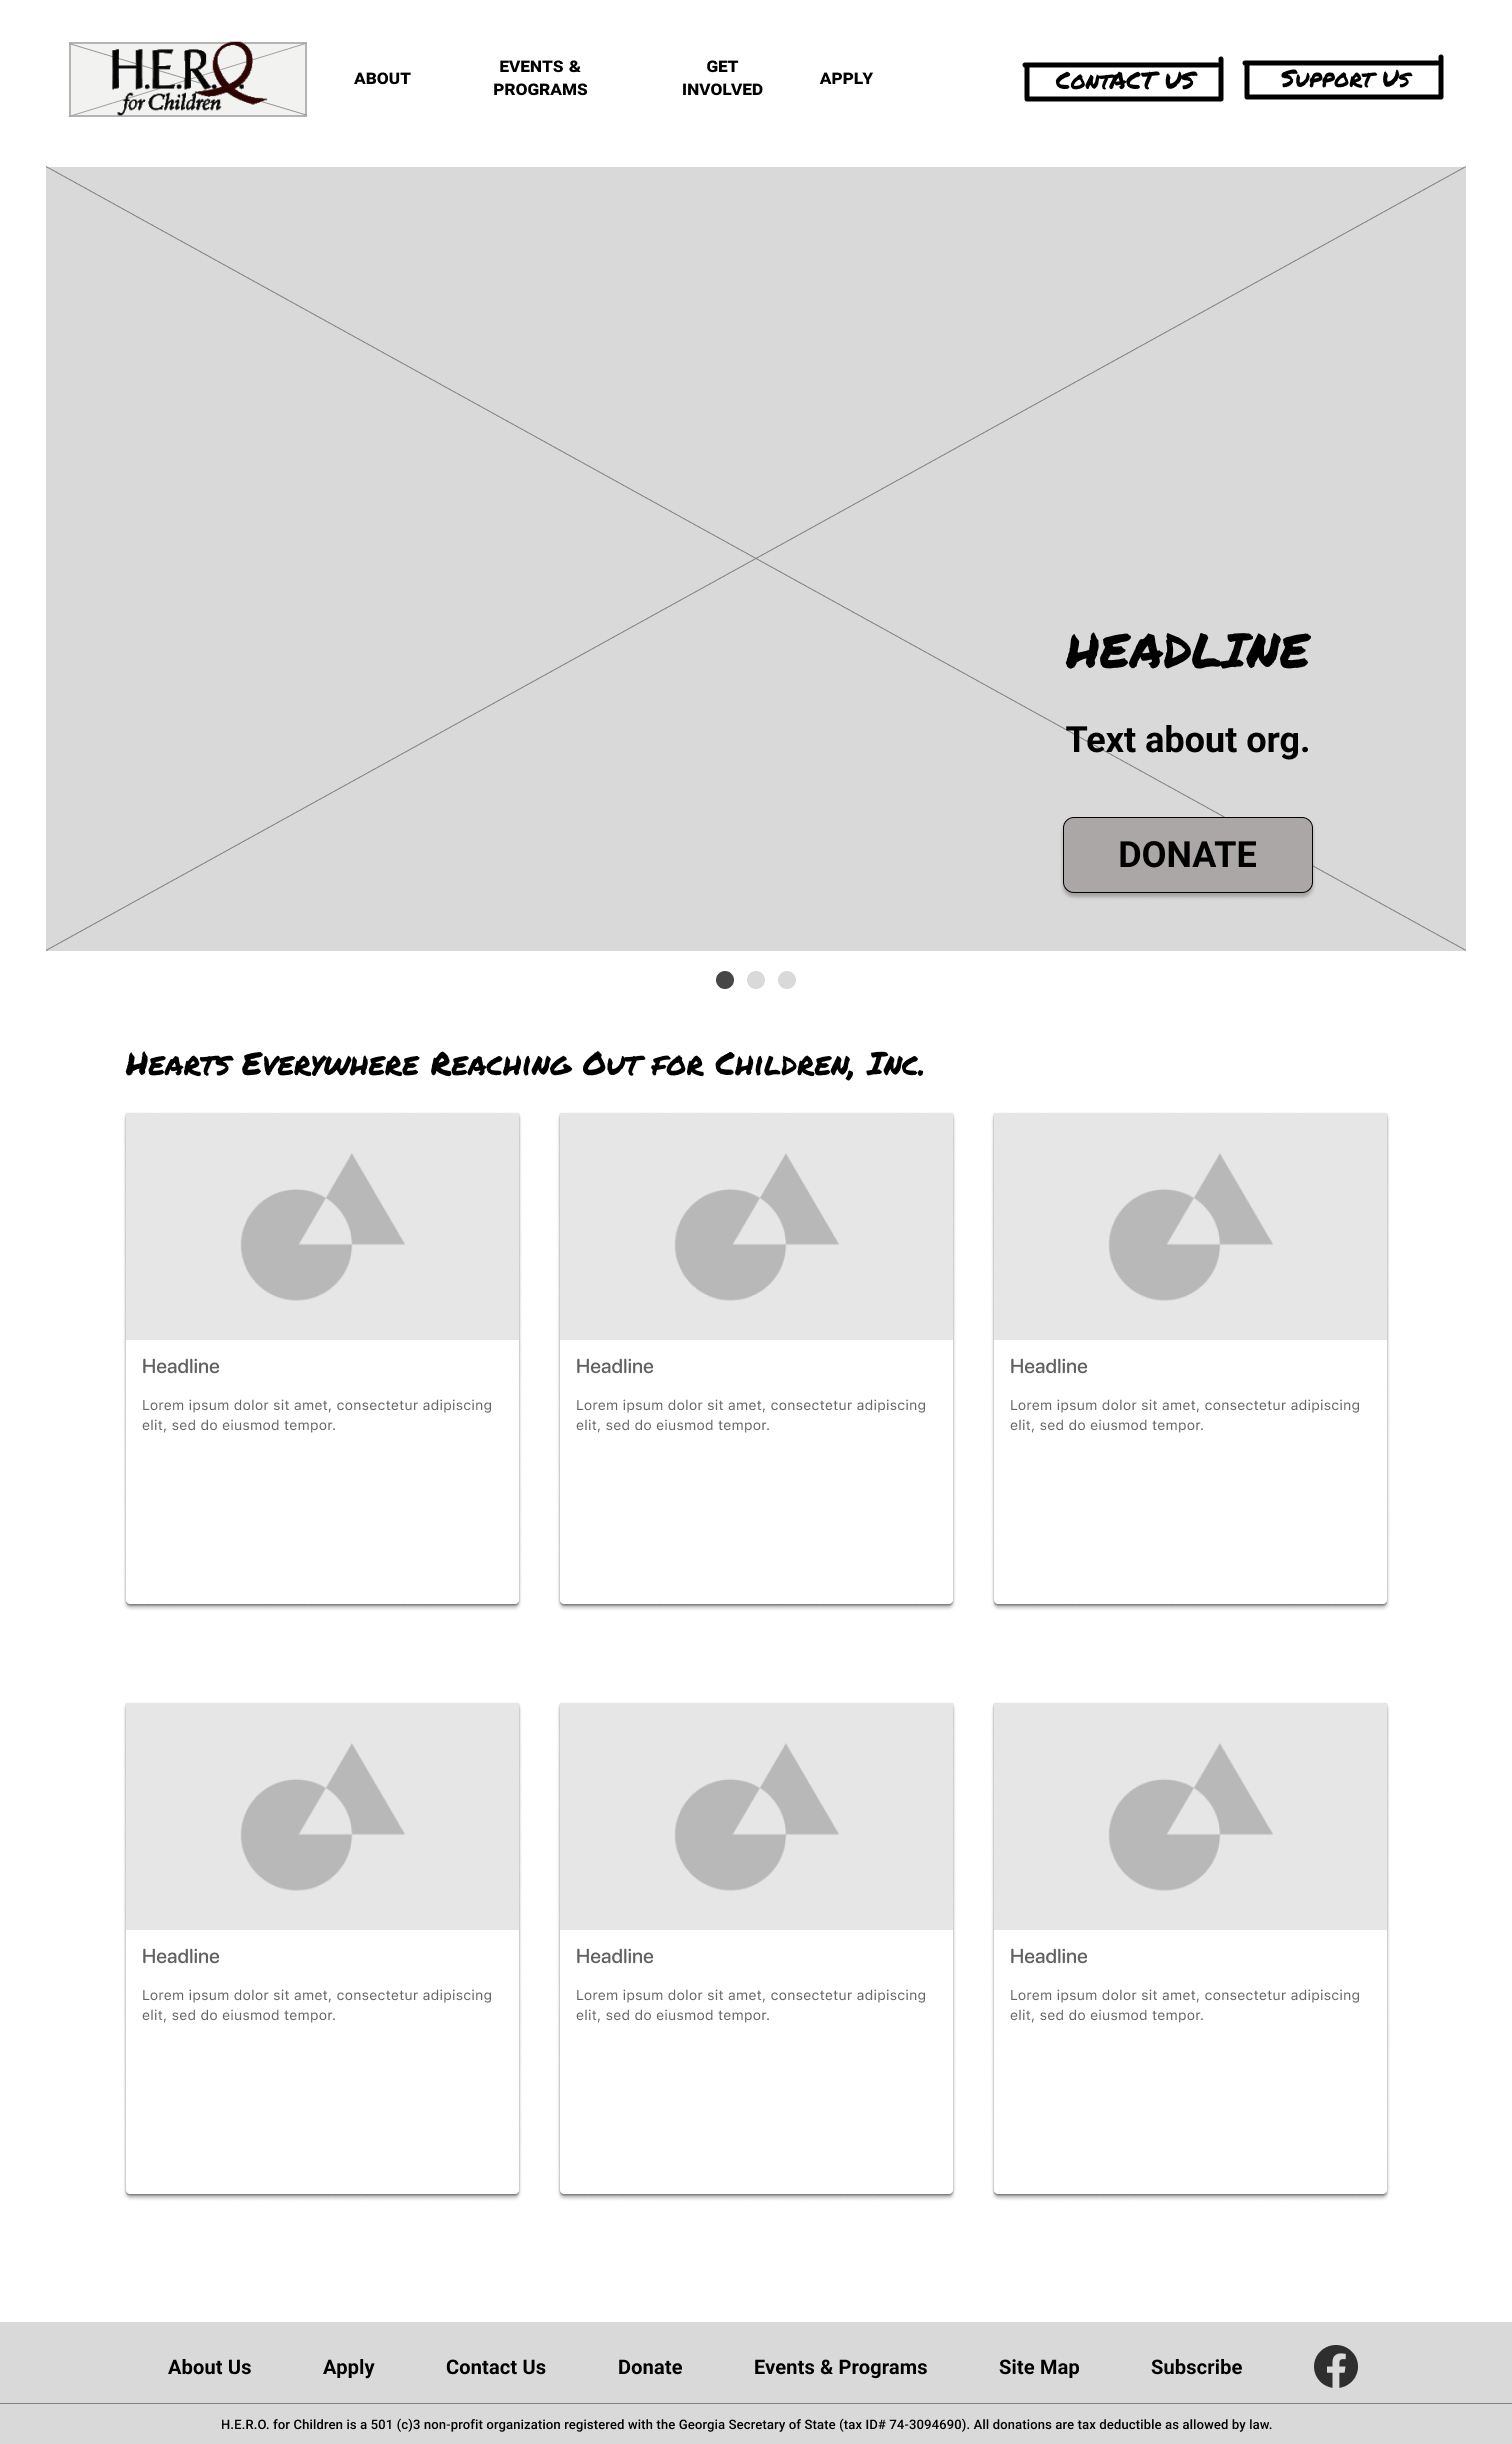 H.E.R.O.
for Children
ABOUT
EVENTS &
PROGRAMS
GET
INVOLVED
APPLY
ContACT US
Support Us
HEADLINE
Text about org.
DONATE
Hearts Everywhere Reaching Out for Children, Inc.
Headline
Lorem ipsum dolor sit amet, consectetur adipiscing
elit, sed do eiusmod tempor.
Headline
Lorem ipsum dolor sit amet, consectetur adipiscing
elit, sed do eiusmod tempor.
Headline
Lorem ipsum dolor sit amet, consectetur adipiscing
elit, sed do eiusmod tempor.
Headline
Lorem ipsum dolor sit amet, consectetur adipiscing
elit, sed do eiusmod tempor.
Headline
Lorem ipsum dolor sit amet, consectetur adipiscing
elit, sed do eiusmod tempor.
Headline
Lorem ipsum dolor sit amet, consectetur adipiscing
elit, sed do eiusmod tempor.
About Us
Apply
Contact Us
Donate
Events & Programs
Site Map
Subscribe
H.E.R.O. for Children is a 501 (c)3 non-profit organization registered with the Georgia Secretary of State (tax ID# 74-3094690). All donations are tax deductible as allowed by law.